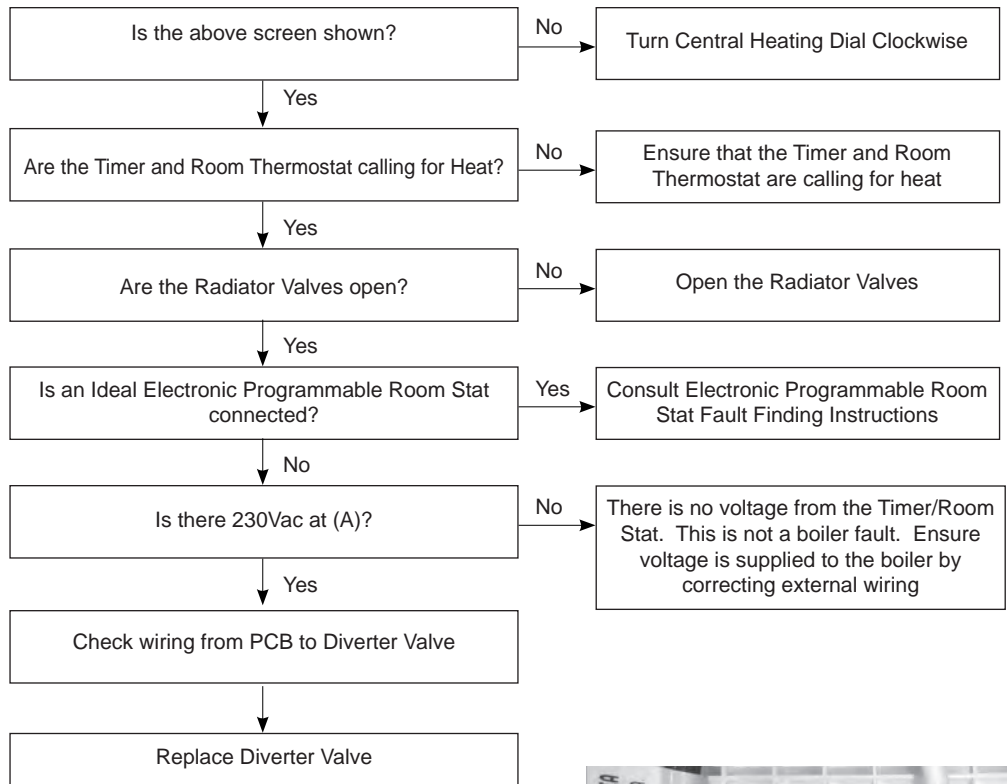 Is the above screen shown?
No
Turn Central Heating Dial Clockwise
Yes
Are the Timer and Room Thermostat calling for Heat?
No
Ensure that the Timer and Room
Thermostat are calling for heat
Yes
Are the Radiator Valves open?
No
Open the Radiator Valves
Yes
Is an Ideal Electronic Programmable Room Stat
connected?
Yes
Consult Electronic Programmable Room
Stat Fault Finding Instructions
No
Is there 230Vac at (A)?
No
There is no voltage from the Timer/Room
Stat. This is not a boiler fault. Ensure
voltage is supplied to the boiler by
correcting external wiring
Yes
Check wiring from PCB to Diverter Valve
Replace Diverter Valve